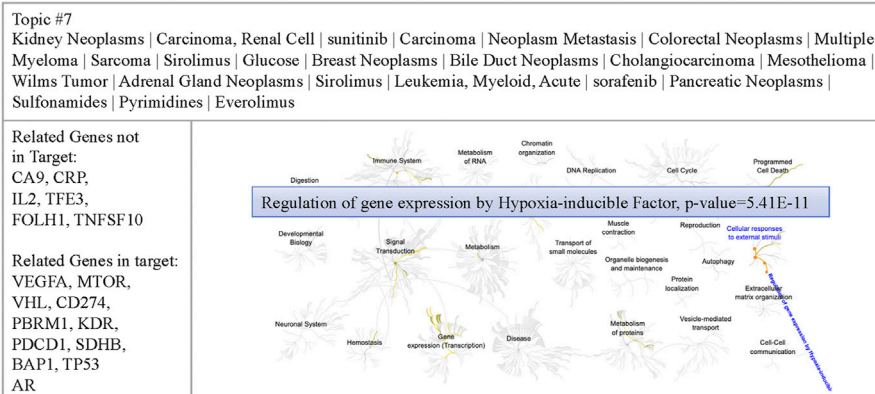 Topic #7
Kidney Neoplasms | Carcinoma, Renal Cell | sunitinib | Carcinoma | Neoplasm Metastasis | Colorectal Neoplasms | Multiple
Myeloma | Sarcoma | Sirolimus | Glucose | Breast Neoplasms | Bile Duct Neoplasms | Cholangiocarcinoma | Mesothelioma |
Wilms Tumor | Adrenal Gland Neoplasms | Sirolimus | Leukemia, Myeloid, Acute | sorafenib | Pancreatic Neoplasms |
Sulfonamides | Pyrimidines | Everolimus
Related Genes not
in Target:
CA9, CRP,
IL2, TFE3,
FOLH1, TNFSF10
Related Genes in target:
VEGFA, MTOR,
VHL, CD274,
PBRM1, KDR,
PDCD1, SDHB,
BAP1, TP53
AR
Immune System
Metabolism
of RNA
Chromatin
organization
DNA Replication
Cell Cycle
Programmed
Cell Death
Digestion
Regulation of gene expression by Hypoxia-inducible Factor, p-value=5.41E-11
Developmental
Biology
Signal
Transduction
Metabolism
Transport of
small molecules
Muscle
contraction
Reproduction
Cellular responses
to external stimuli
Organelle biogenesis
and maintenance
Autophagy
Protein
localization
Extracellular
matrix organization
Regulation of gene expression by Hypoxia-inducib
Neuronal System
Hemostasis
Gene
expression (Transcription)
Disease
Metabolism
of proteins
Vesicle-mediated
transport
Cell-Cell
communication